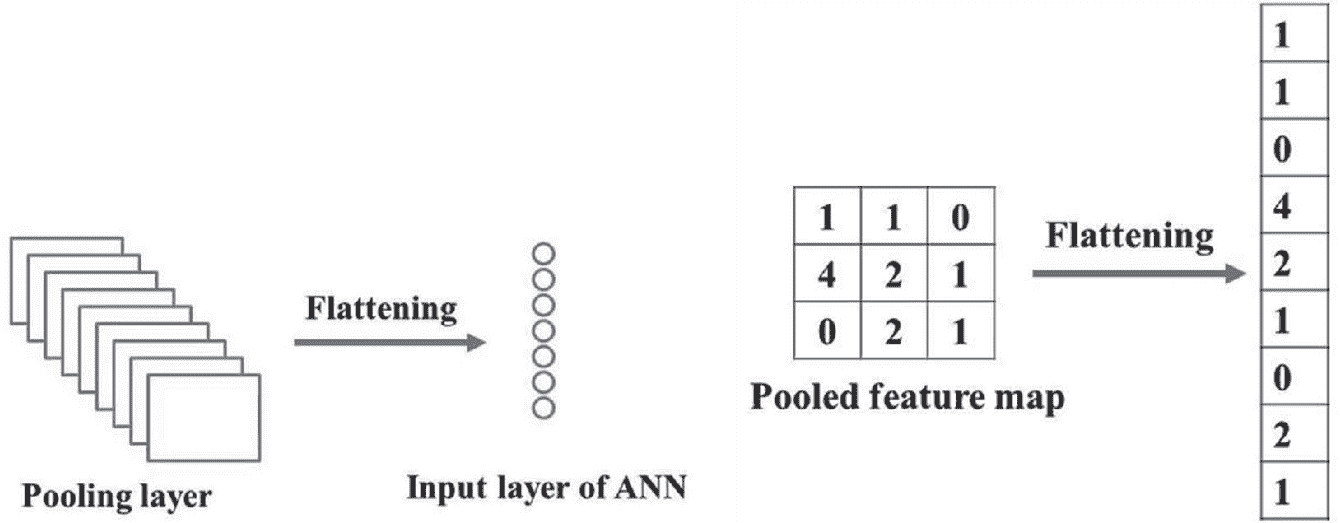 Flattening
Pooling layer
Input layer of ANN
1 1 0
4 2 1
0 2 1
Pooled feature map
Flattening
1
1
0
4
2
1
0
2
1